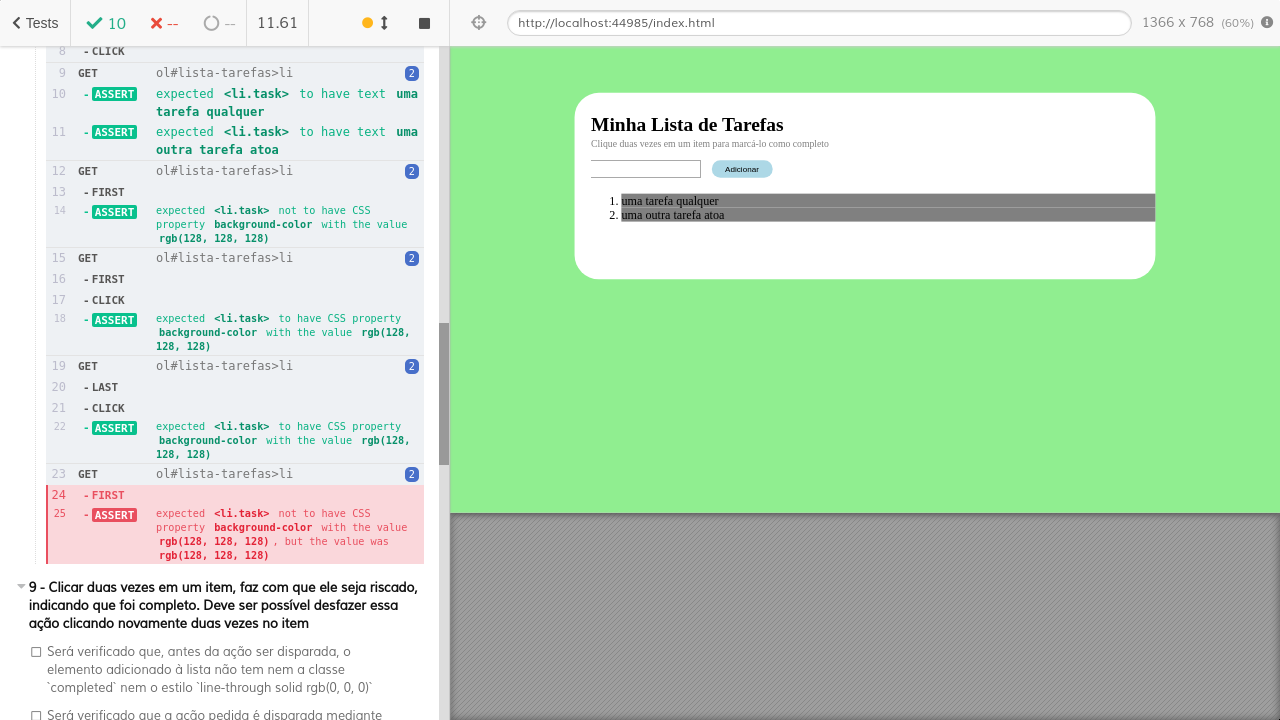 Tests
10
--
--
11.61
http://localhost:44985/index.html
1366 x 768 (60%)
8 - CLICK
9 GET ol#lista-tarefas>li 2
10 - ASSERT expected <li.task> to have text uma
tarefa qualquer
11 - ASSERT expected <li.task> to have text uma
outra tarefa atoa
12 GET ol#lista-tarefas>li 2
13 - FIRST
14 - ASSERT expected <li.task> not to have CSS
property background-color with the value
rgb(128, 128, 128)
15 GET ol#lista-tarefas>li 2
16 - FIRST
17 - CLICK
18 - ASSERT expected <li.task> to have CSS property
background-color with the value rgb(128,
128, 128)
19 GET ol#lista-tarefas>li 2
20 - LAST
21 - CLICK
22 - ASSERT expected <li.task> to have CSS property
background-color with the value rgb(128,
128, 128)
23 GET ol#lista-tarefas>li 2
24 - FIRST
25 - ASSERT expected <li.task> not to have CSS
property background-color with the value
rgb(128, 128, 128), but the value was
rgb(128, 128, 128)
9 - Clicar duas vezes em um item, faz com que ele seja riscado,
indicando que foi completo. Deve ser possível desfazer essa
ação clicando novamente duas vezes no item
Será verificado que, antes da ação ser disparada, o
elemento adicionado à lista não tem nem a classe
`completed` nem o estilo `line-through solid rgb(0, 0, 0)`
Será verificado que a ação pedida é disparada mediante
Minha Lista de Tarefas
Clique duas vezes em um item para marcá-lo como completo
Adicionar
1. uma tarefa qualquer
2. uma outra tarefa atoa